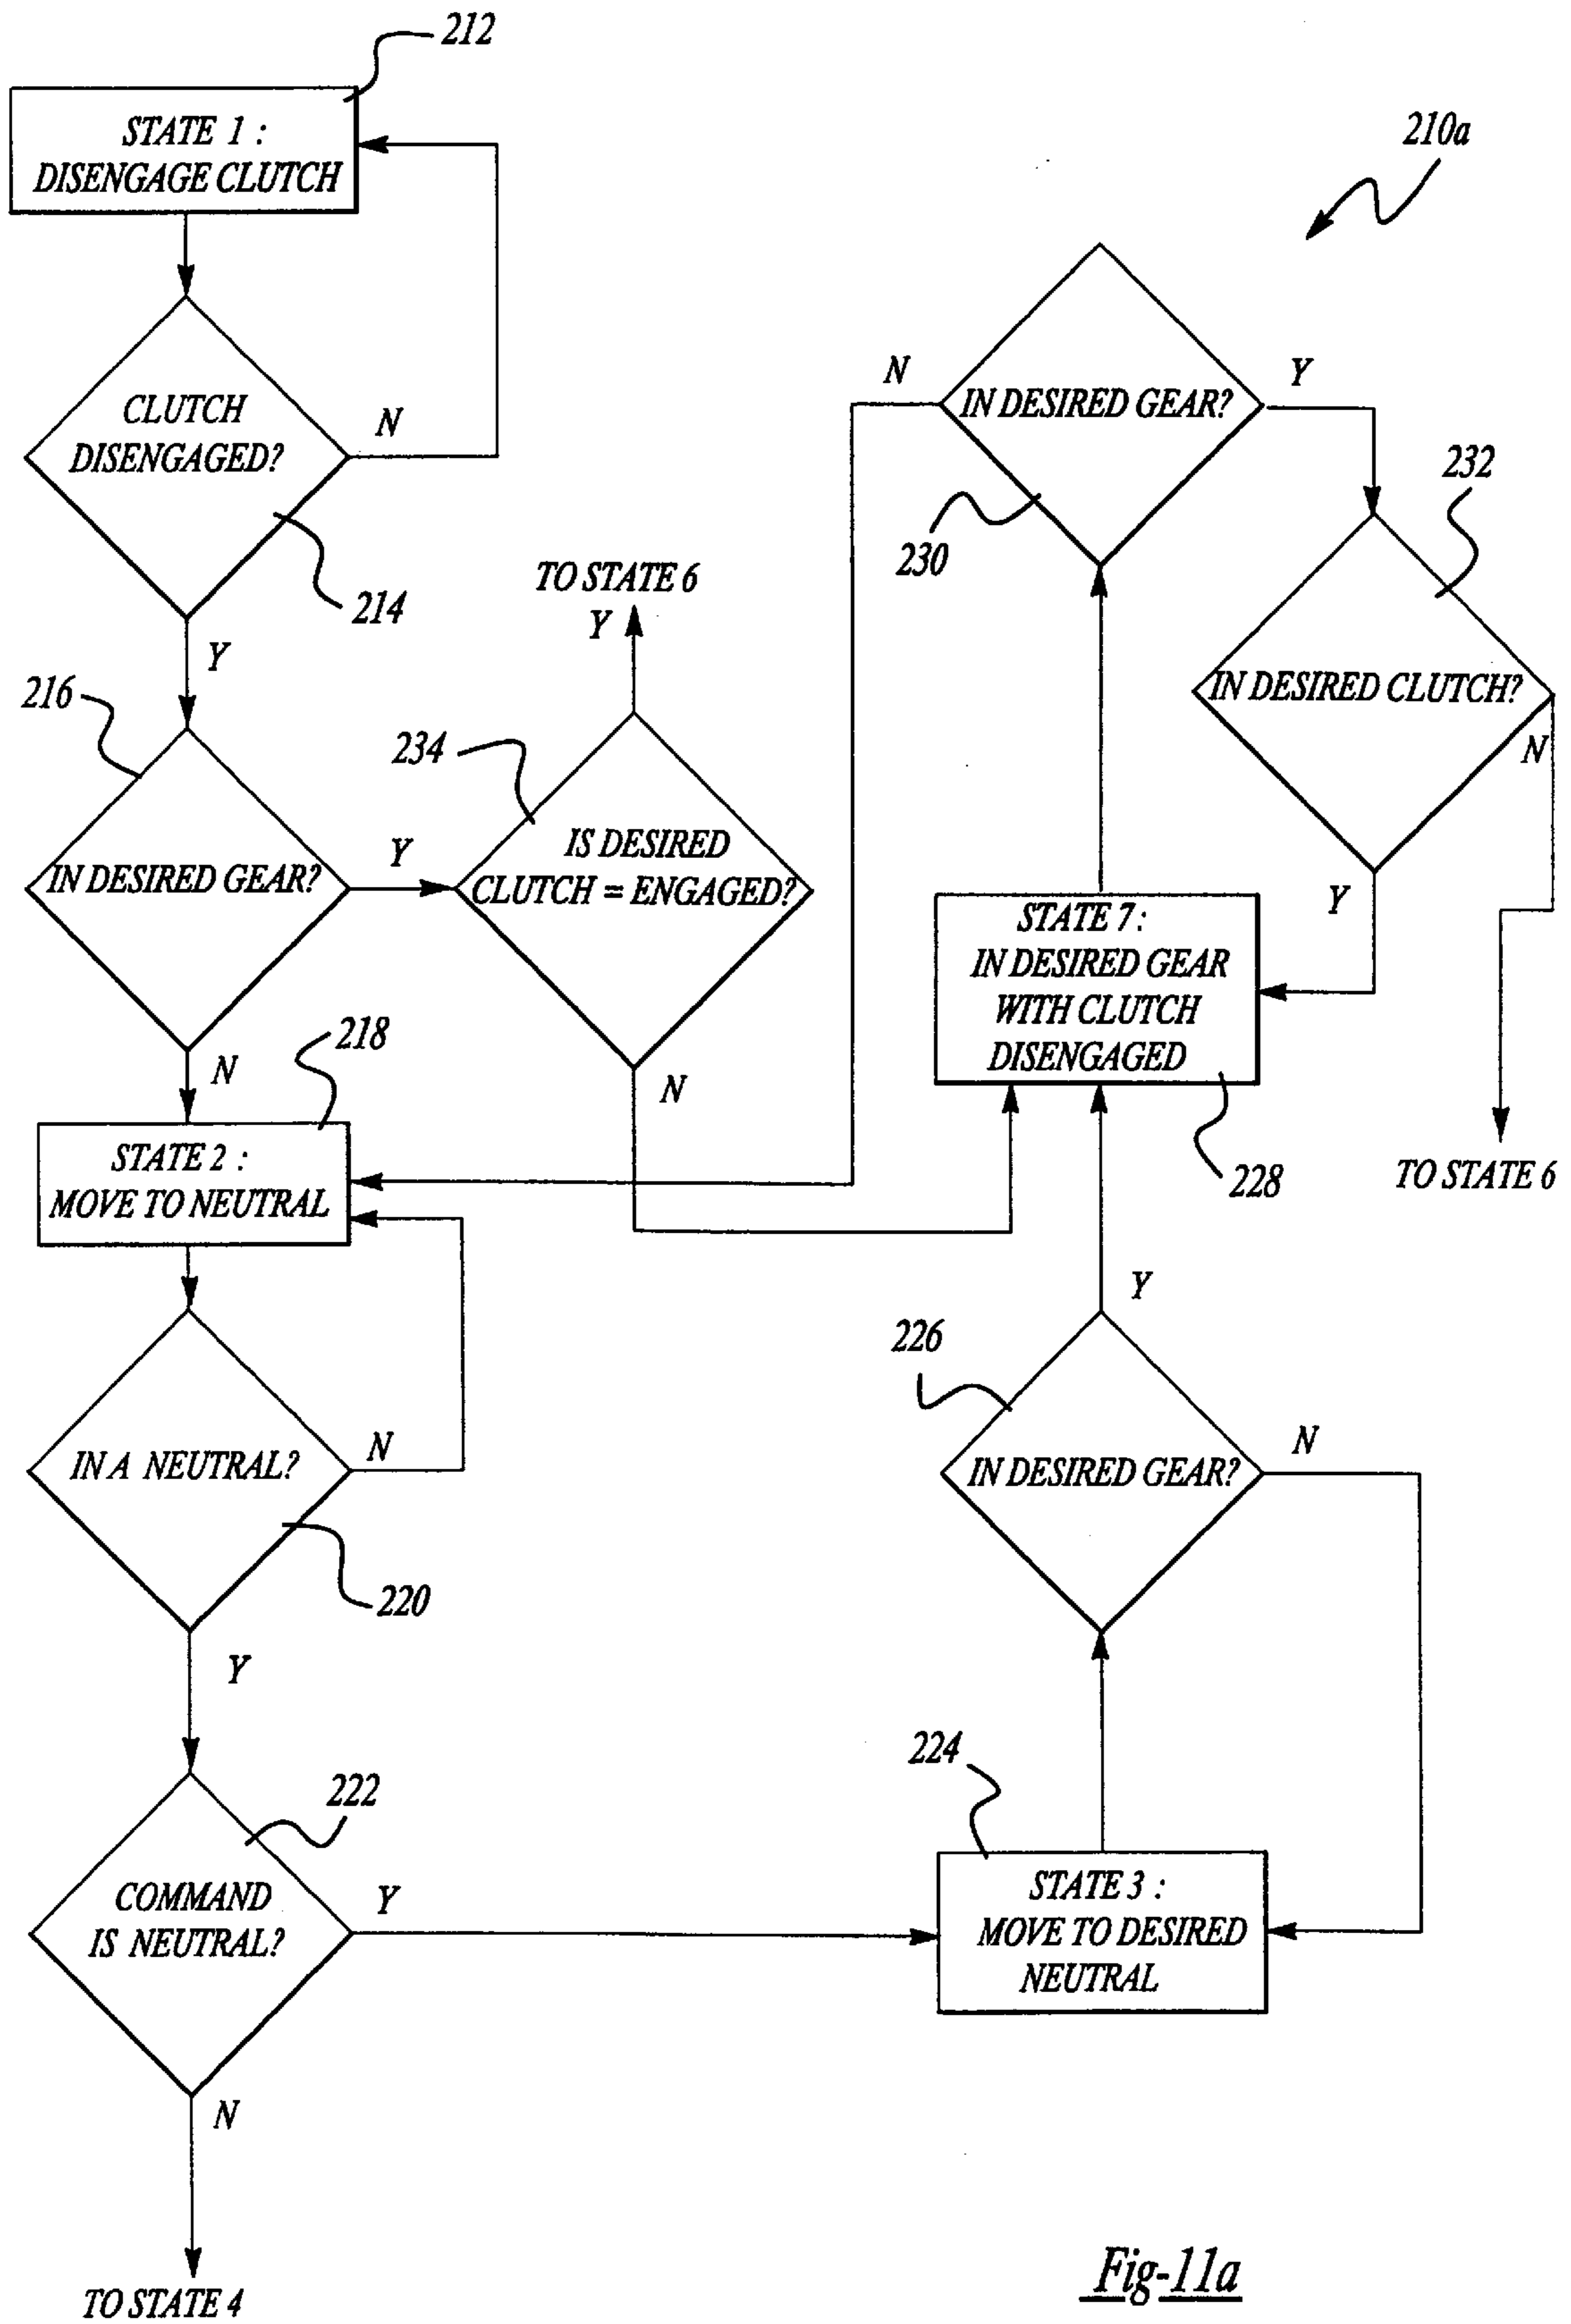 212
STATE 1 :
DISENGAGE CLUTCH
210a
CLUTCH
DISENGAGED?
N
214
Y
216
IN DESIRED GEAR?
Y
N
TO STATE 6
Y
234
IS DESIRED
CLUTCH = ENGAGED?
N
218
STATE 2 :
MOVE TO NEUTRAL
IN A NEUTRAL?
N
220
Y
222
COMMAND
IS NEUTRAL?
Y
N
TO STATE 4
N
IN DESIRED GEAR?
Y
230
232
IN DESIRED CLUTCH?
N
Y
STATE 7 :
IN DESIRED GEAR
WITH CLUTCH
DISENGAGED
228
TO STATE 6
Y
226
IN DESIRED GEAR?
N
224
STATE 3 :
MOVE TO DESIRED
NEUTRAL
Fig-11a